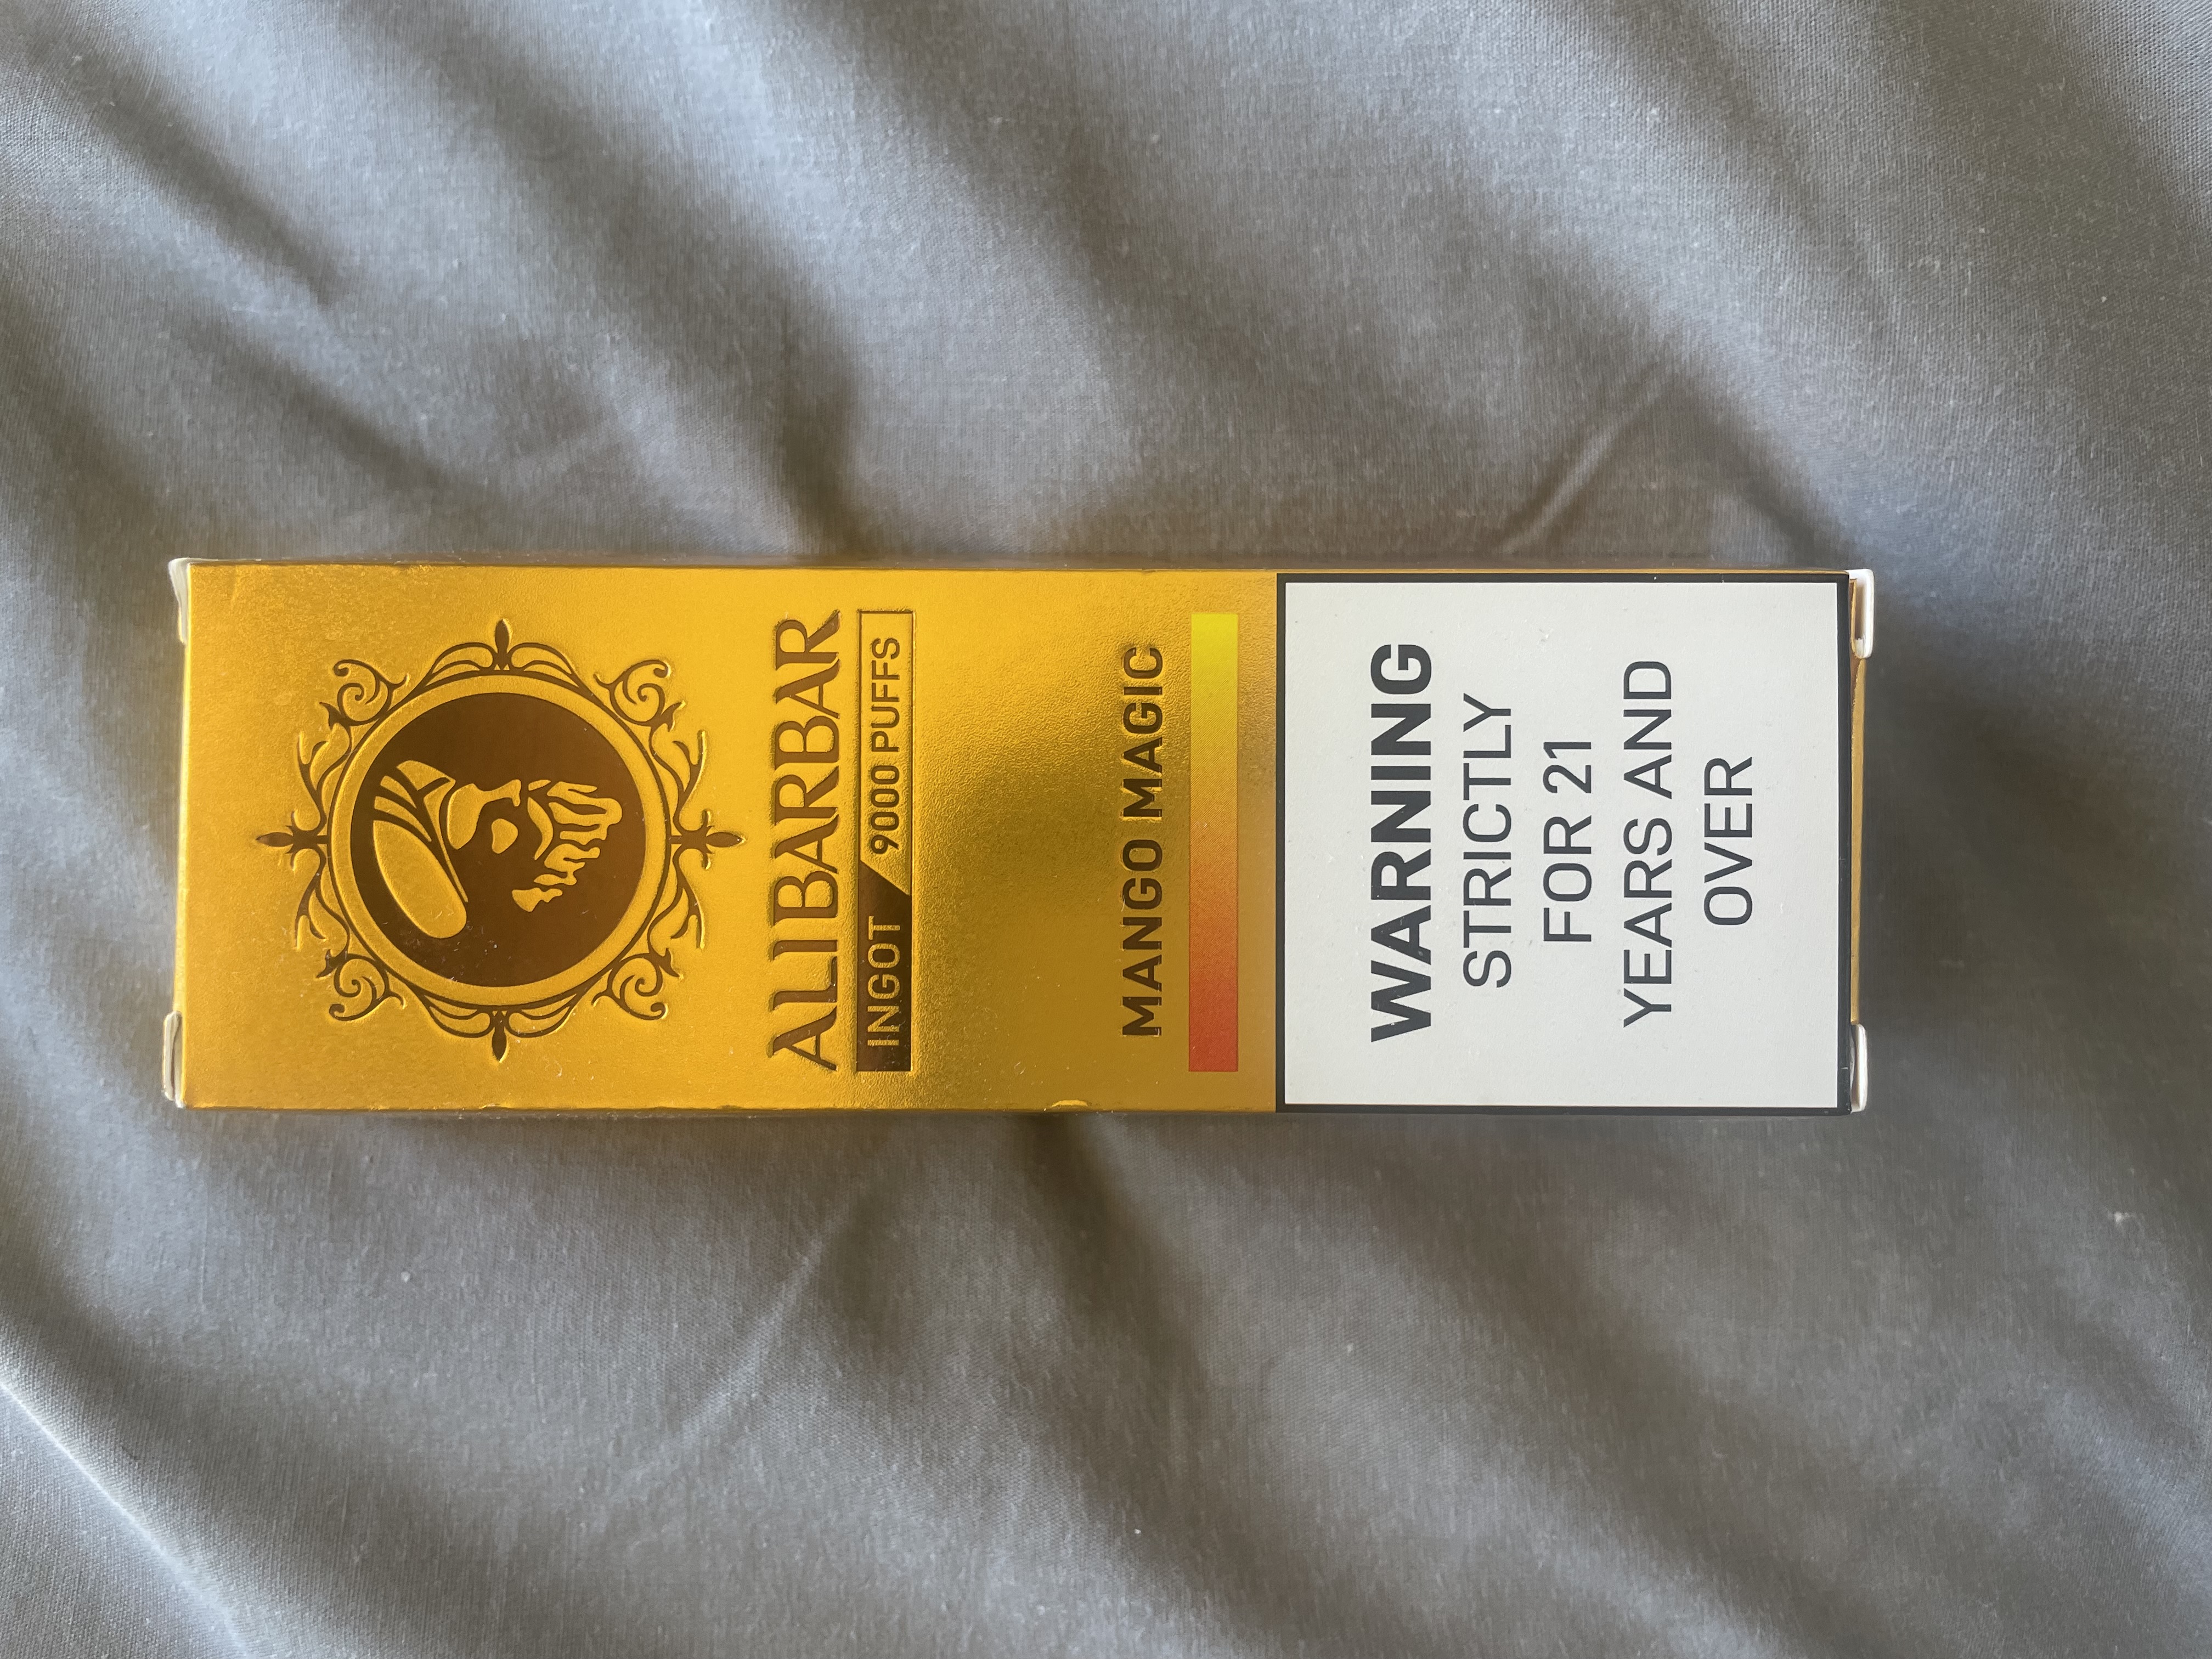 ALIBARBAR
INGOT 9000 PUFFS
MANGO MAGIC
WARNING
STRICTLY
FOR 21
YEARS AND
OVER